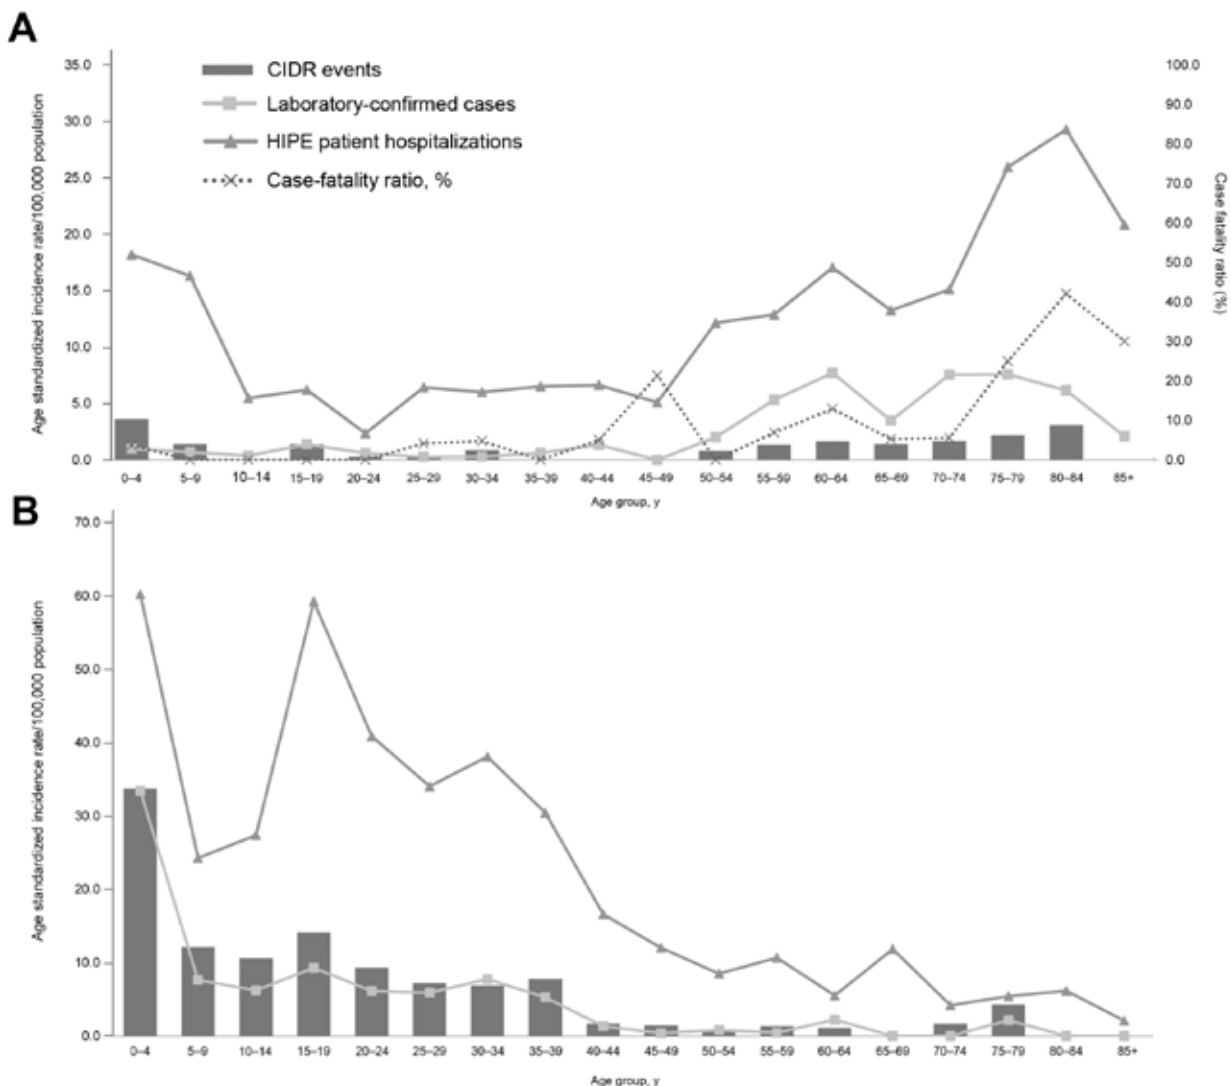 A
CIDR events
Laboratory-confirmed cases
HIPE patient hospitalizations
Case-fatality ratio, %
Age standardized incidence rate/100,000 population
35.0
30.0
25.0
20.0
15.0
10.0
5.0
0.0
100.0
90.0
80.0
70.0
60.0
50.0
40.0
30.0
20.0
10.0
0.0
Case fatality ratio (%)
0–4 5–9 10–14 15–19 20–24 25–29 30–34 35–39 40–44 45–49 50–54 55–59 60–64 65–69 70–74 75–79 80–84 85+
Age group, y
B
Age standardized incidence rate/100,000 population
70.0
60.0
50.0
40.0
30.0
20.0
10.0
0.0
0–4 5–9 10–14 15–19 20–24 25–29 30–34 35–39 40–44 45–49 50–54 55–59 60–64 65–69 70–74 75–79 80–84 85+
Age group, y